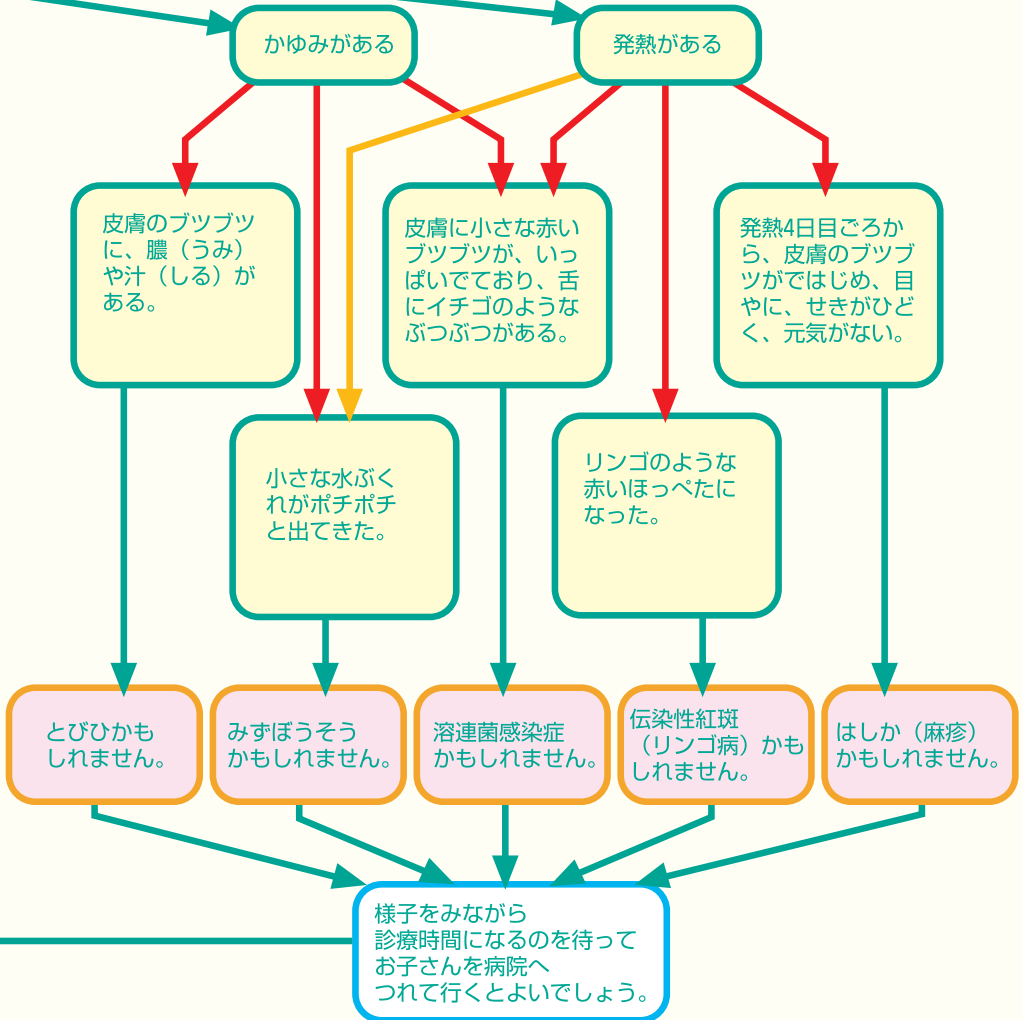 かゆみがある
発熱がある
皮膚のブツブツ
に、膿（うみ）
や汁（しる）が
ある。
皮膚に小さな赤い
ブツブツが、いっ
ぱいでており、舌
にイチゴのような
ぶつぶつがある。
発熱4日目ごろか
ら、皮膚のブツブ
ツがではじめ、目
やに、せきがひど
く、元気がない。
小さな水ぶく
れがポチポチ
と出てきた。
リンゴのような
赤いほっぺたに
なった。
とびひかも
しれません。
みずぼうそう
かもしれません。
溶連菌感染症
かもしれません。
伝染性紅斑
（リンゴ病）かも
しれません。
はしか（麻疹）
かもしれません。
様子をみながら
診療時間になるのを待って
お子さんを病院へ
つれて行くとよいでしょう。